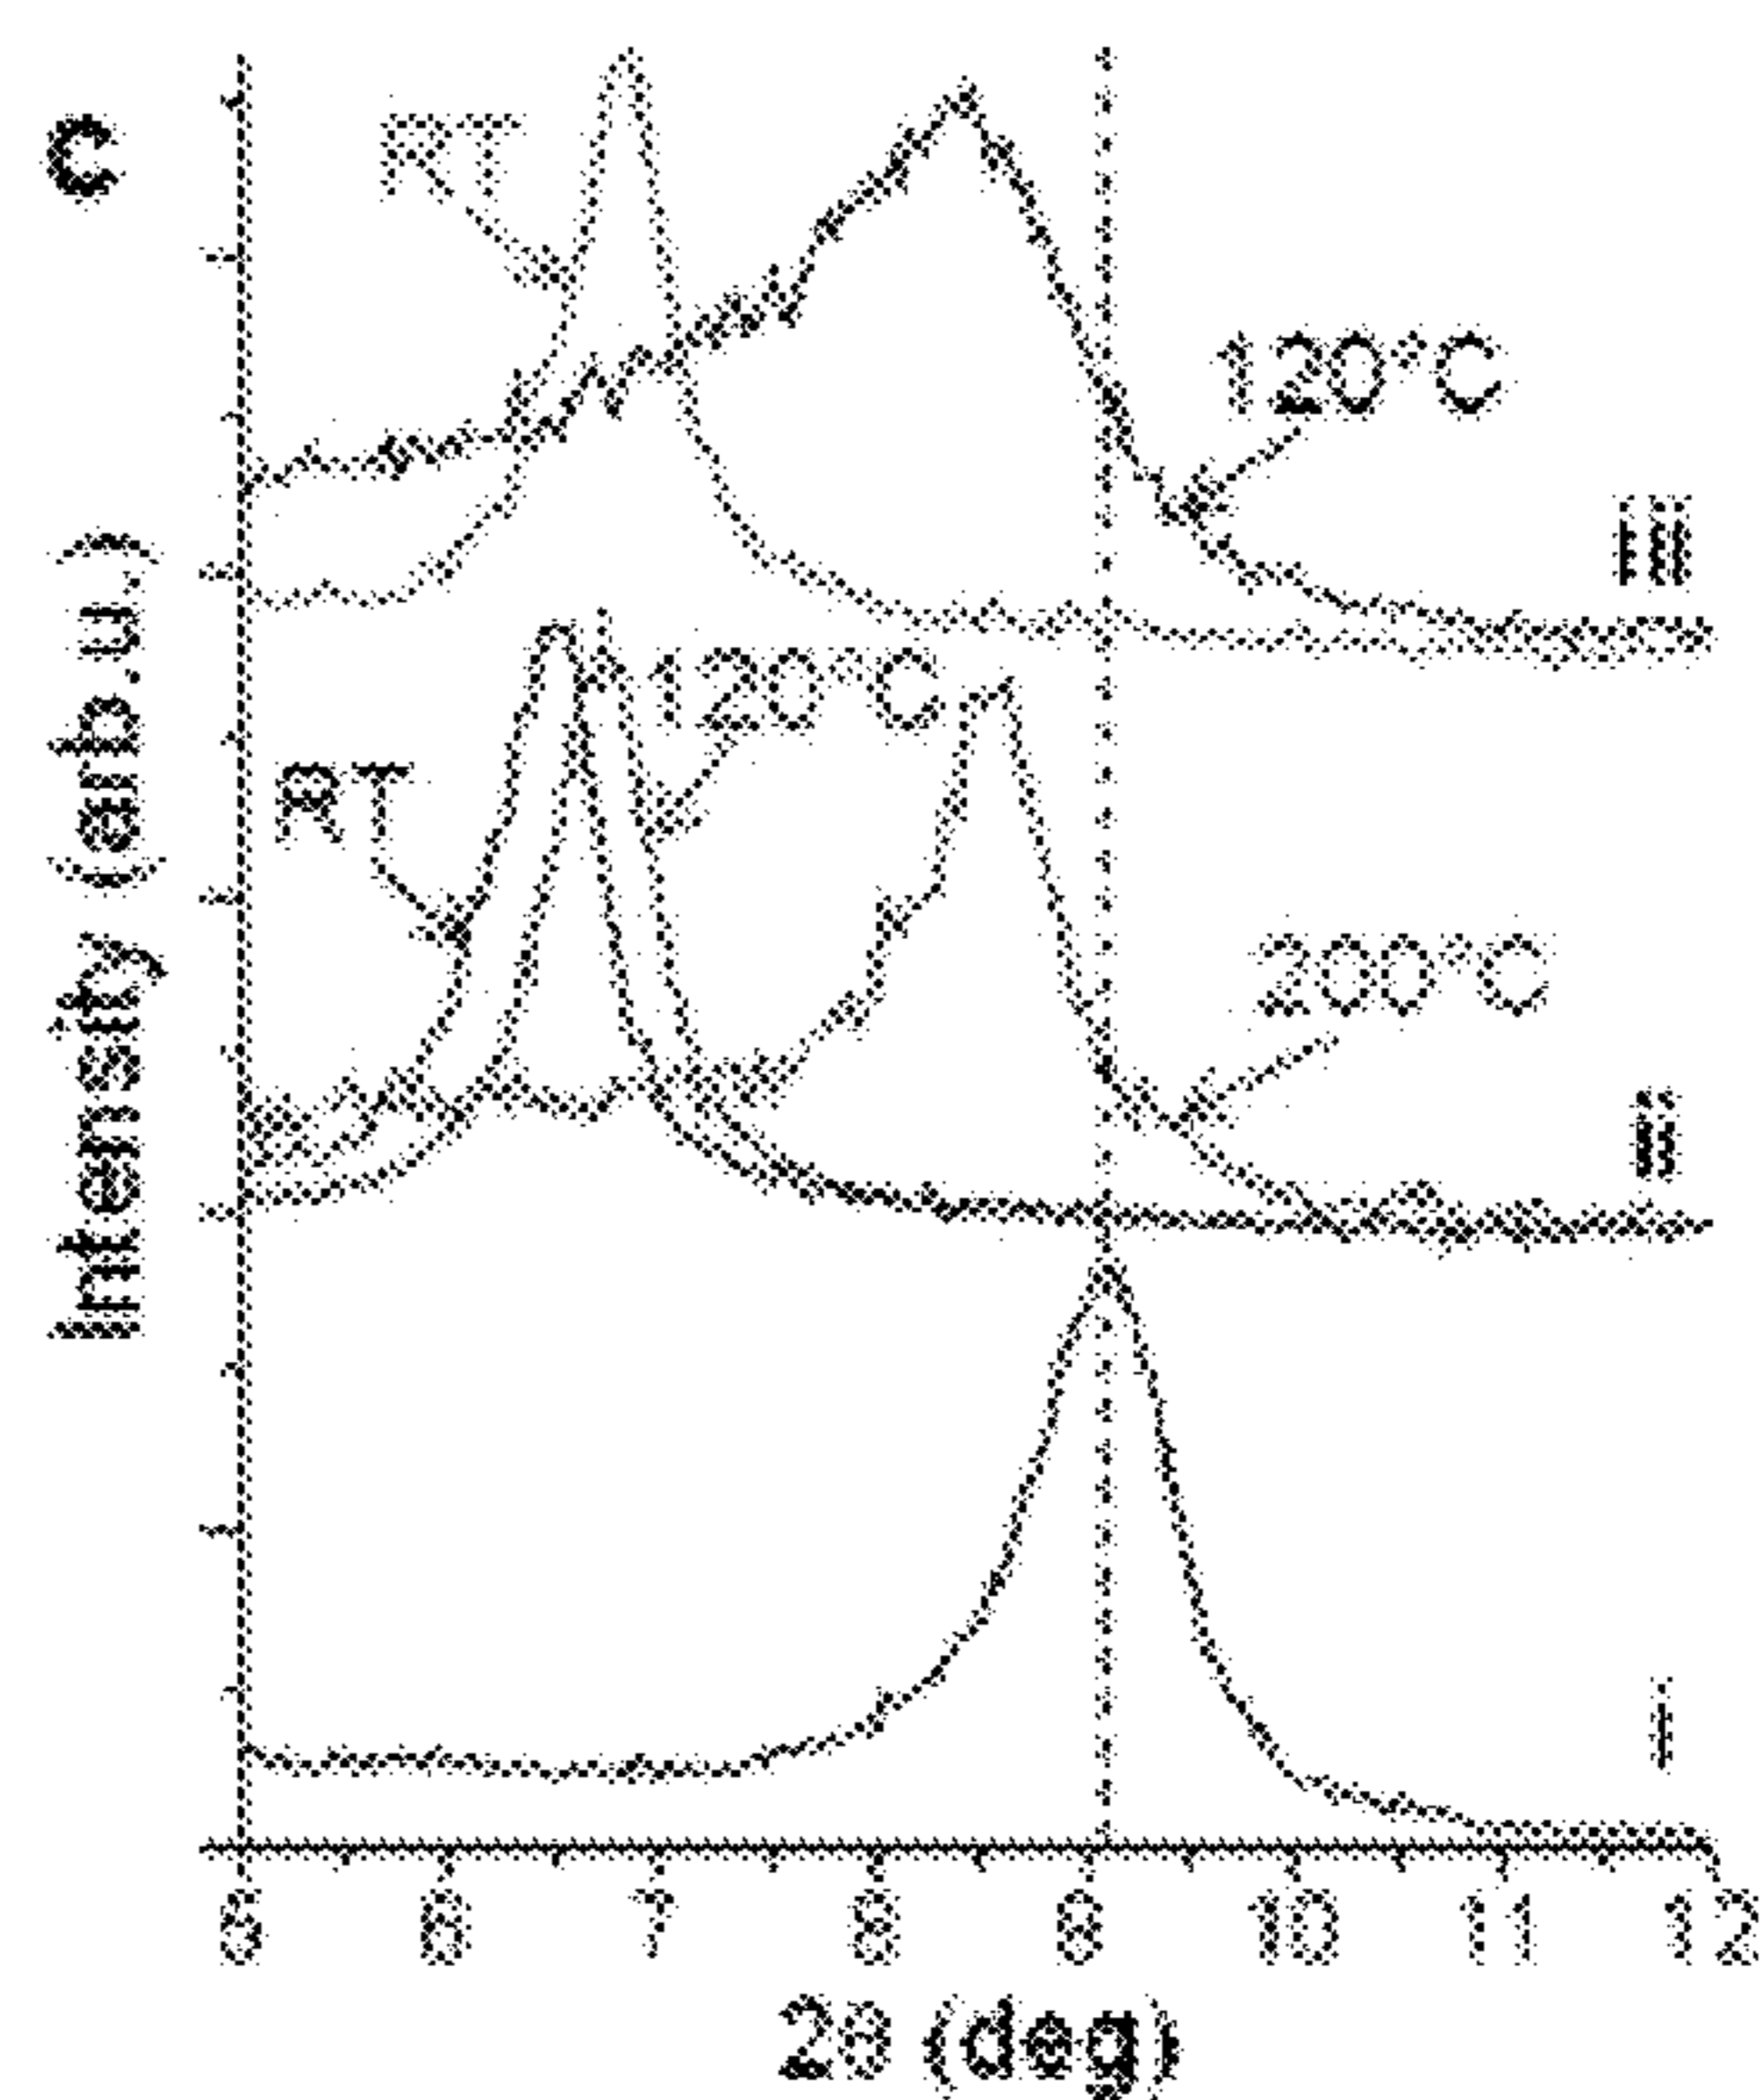 c
RT
120°C
III
Intensity (arb.u.)
120°C
RT
200°C
II
I
5 6 7 8 9 10 11 12
2θ (deg)